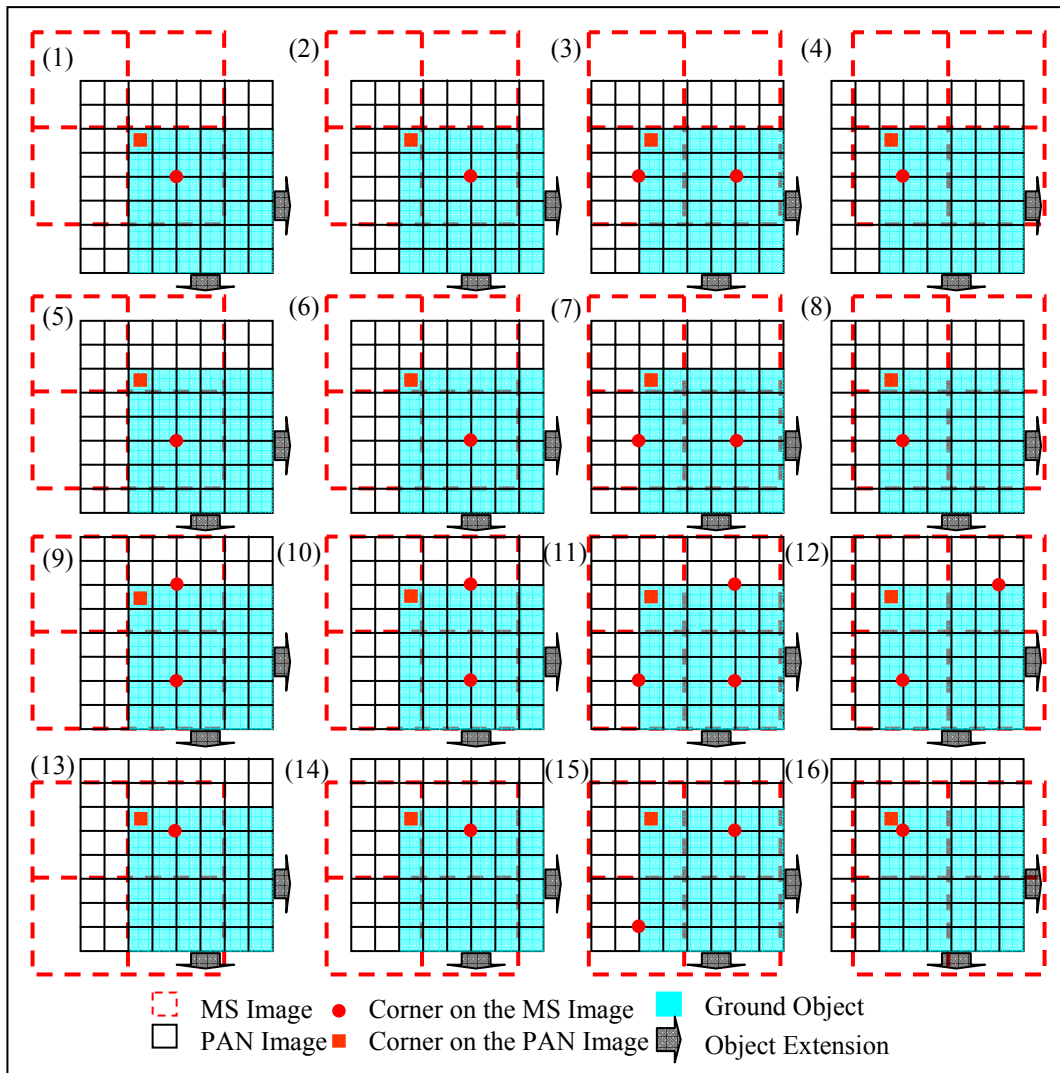 (1)
(2)
(3)
(4)
(5)
(6)
(7)
(8)
(9)
(10)
(11)
(12)
(13)
(14)
(15)
(16)
MS Image
Corner on the MS Image
Ground Object
PAN Image
Corner on the PAN Image
Object Extension